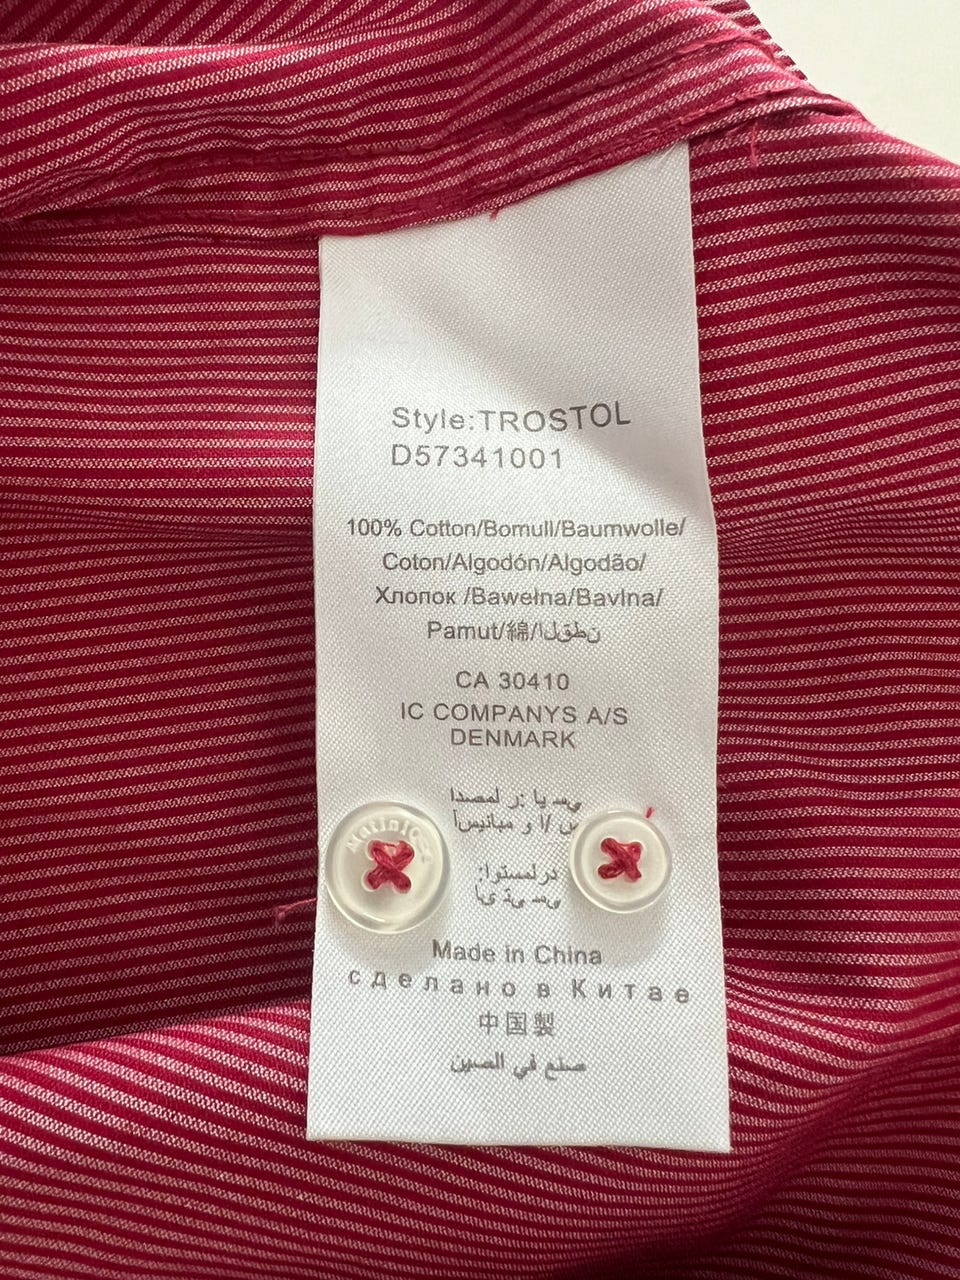 Style:TROSTOL
D57341001
100% Cotton/Bomull/Baumwolle/
Coton/Algodón/Algodão/
Хлопок /Bawełna/Bavlna/
Pamut/綿/نطقلا
CA 30410
IC COMPANYS A/S
DENMARK
Made in China
сделано в Китае
中国製
صنع في الصين